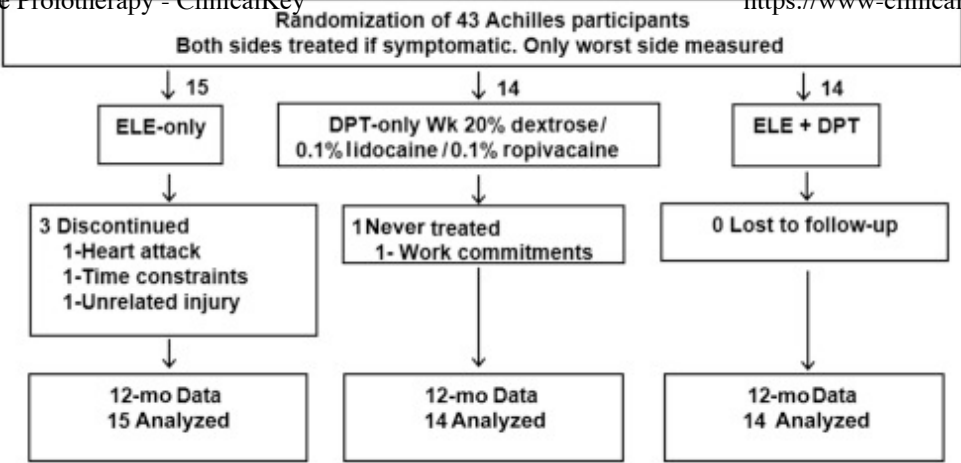 e Prolotherapy - ClinicalKey
https://www-clinical
Randomization of 43 Achilles participants
Both sides treated if symptomatic. Only worst side measured
15
14
14
ELE-only
DPT-only Wk 20% dextrose/
0.1% lidocaine/0.1% ropivacaine
ELE + DPT
3 Discontinued
1-Heart attack
1-Time constraints
1-Unrelated injury
1 Never treated
1- Work commitments
0 Lost to follow-up
12-mo Data
15 Analyzed
12-mo Data
14 Analyzed
12-mo Data
14 Analyzed